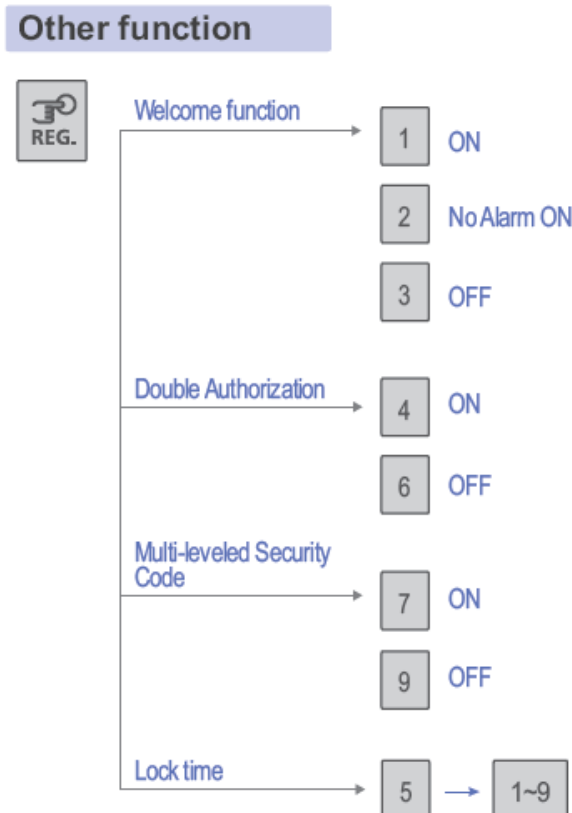 Other function
REG.
Welcome function
1 ON
2 No Alarm ON
3 OFF
Double Authorization
4 ON
6 OFF
Multi-leveled Security
Code
7 ON
9 OFF
Lock time
5 → 1~9